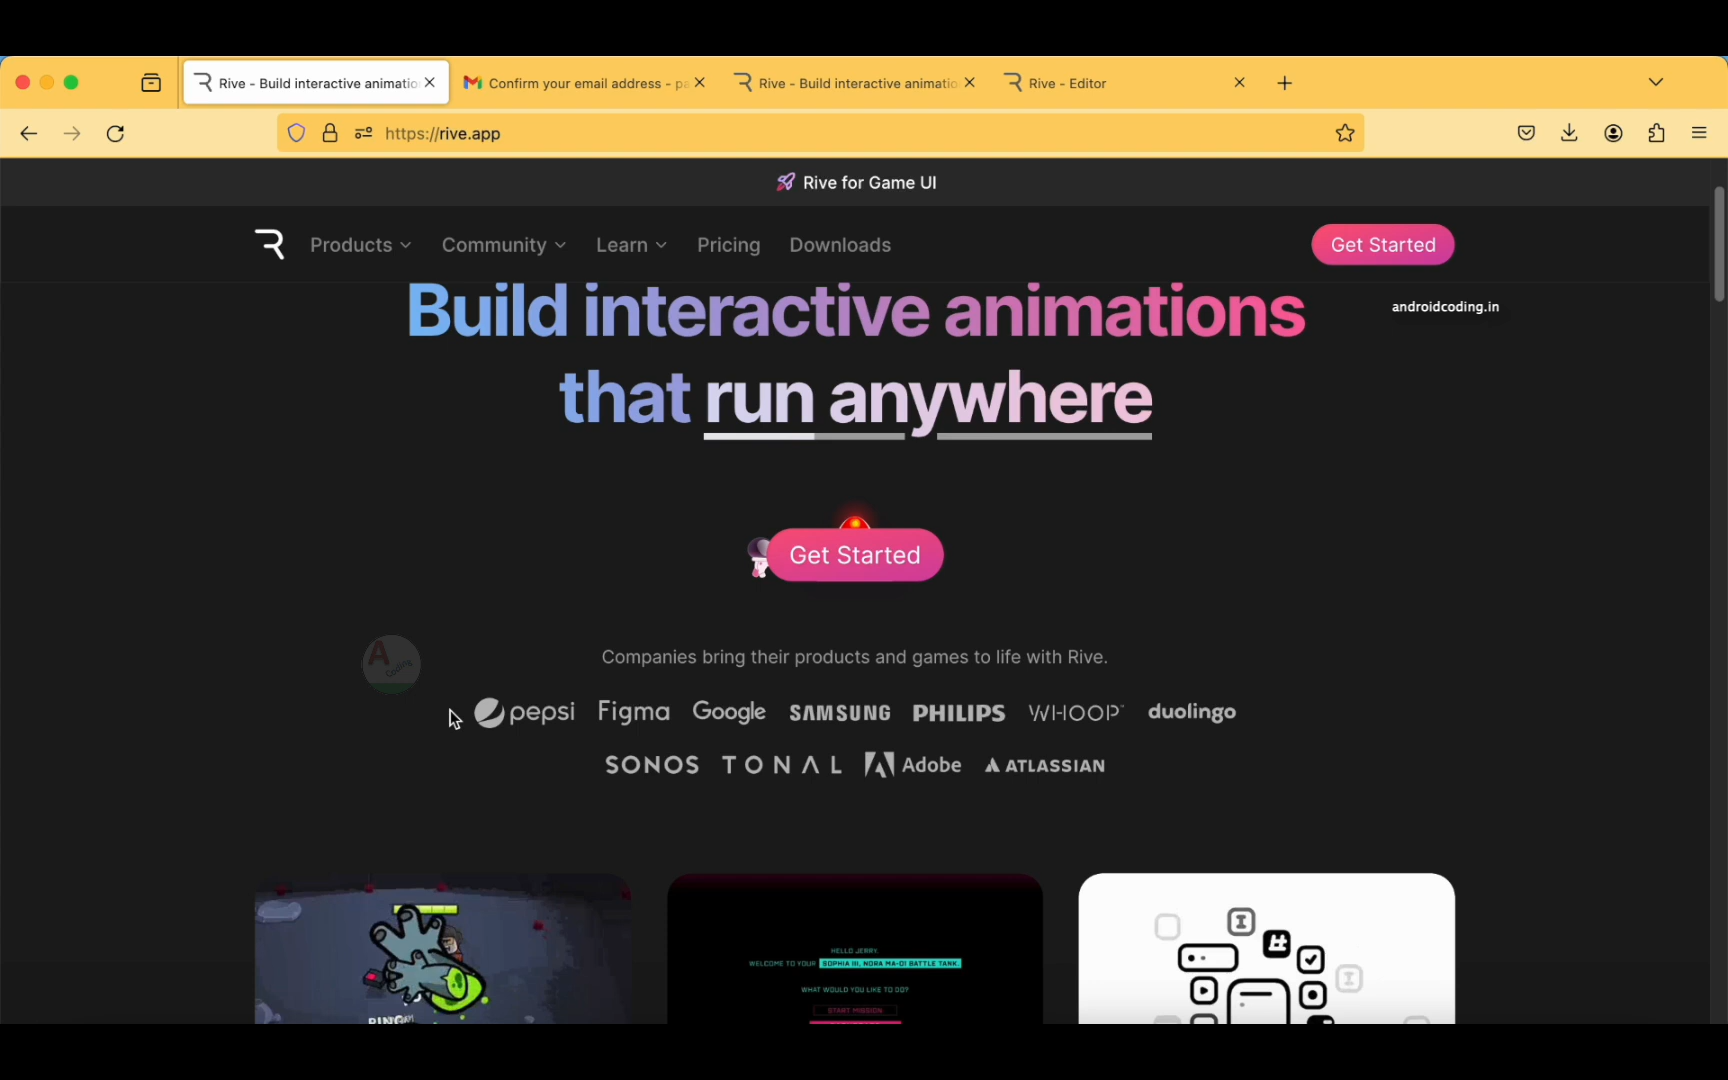 Rive - Build interactive animatio
Confirm your email address - pa
Rive - Build interactive animatio
Rive - Editor
https://rive.app
Rive for Game UI
Products
Community
Learn
Pricing
Downloads
Get Started
androidcoding.in
Build interactive animations
that run anywhere
Get Started
A
Coding
Companies bring their products and games to life with Rive.
pepsi Figma Google SAMSUNG PHILIPS WHOOP duolingo
SONOS TONAL Adobe ATLASSIAN
HELLO JERRY.
WELCOME TO YOUR SOPHIA III, NORA MA-01 BATTLE TANK.
WHAT WOULD YOU LIKE TO DO?
START MISSION